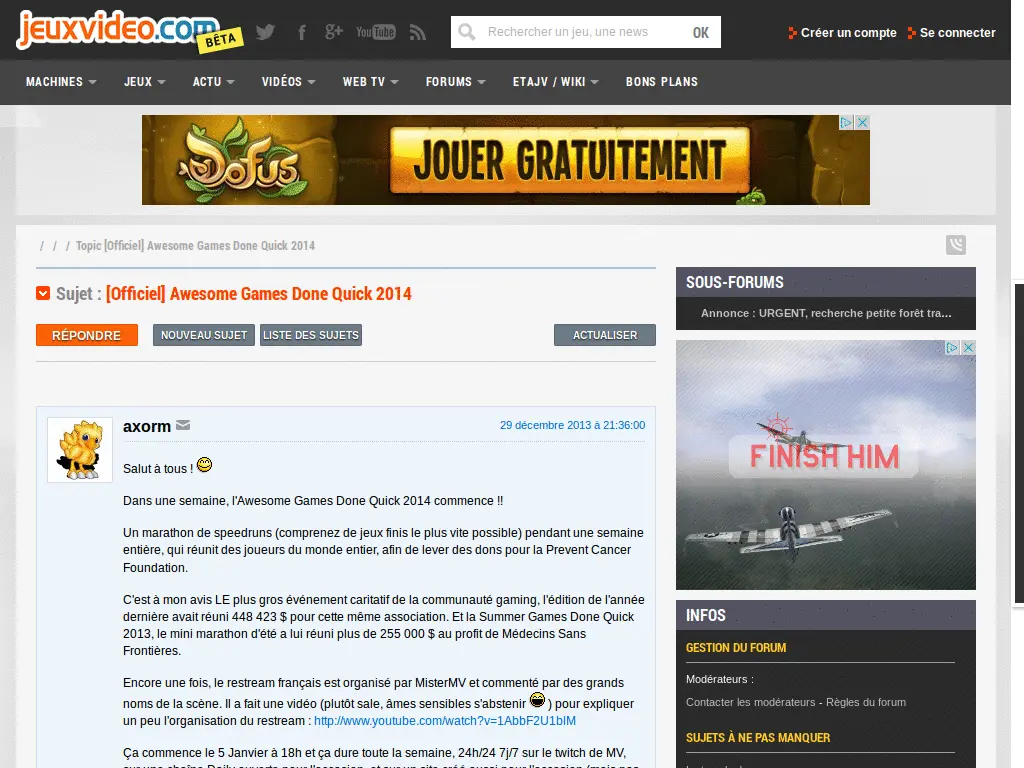 jeuxvideo.com
BÊTA
You Tube
Rechercher un jeu, une news
OK
Créer un compte
Se connecter
MACHINES
JEUX
ACTU
VIDÉOS
WEB TV
FORUMS
ETAJV / WIKI
BONS PLANS
DOFUS
JOUER GRATUITEMENT
/ / / Topic [Officiel] Awesome Games Done Quick 2014
Sujet : [Officiel] Awesome Games Done Quick 2014
RÉPONDRE
NOUVEAU SUJET
LISTE DES SUJETS
ACTUALISER
axorm
29 décembre 2013 à 21:36:00
Salut à tous !
Dans une semaine, l'Awesome Games Done Quick 2014 commence !!
Un marathon de speedruns (comprenez de jeux finis le plus vite possible) pendant une semaine
entière, qui réunit des joueurs du monde entier, afin de lever des dons pour la Prevent Cancer
Foundation.
C'est à mon avis LE plus gros événement caritatif de la communauté gaming, l'édition de l'année
dernière avait réuni 448 423 $ pour cette même association. Et la Summer Games Done Quick
2013, le mini marathon d'été a lui réuni plus de 255 000 $ au profit de Médecins Sans
Frontières.
Encore une fois, le restream français est organisé par MisterMV et commenté par des grands
noms de la scène. Il a fait une vidéo (plutôt sale, âmes sensibles s'abstenir ) pour expliquer
un peu l'organisation du restream : http://www.youtube.com/watch?v=1AbbF2U1bIM
Ça commence le 5 Janvier à 18h et ça dure toute la semaine, 24h/24 7j/7 sur le twitch de MV,
SOUS-FORUMS
Annonce : URGENT, recherche petite forêt tra...
FINISH HIM
INFOS
GESTION DU FORUM
Modérateurs :
Contacter les modérateurs - Règles du forum
SUJETS À NE PAS MANQUER